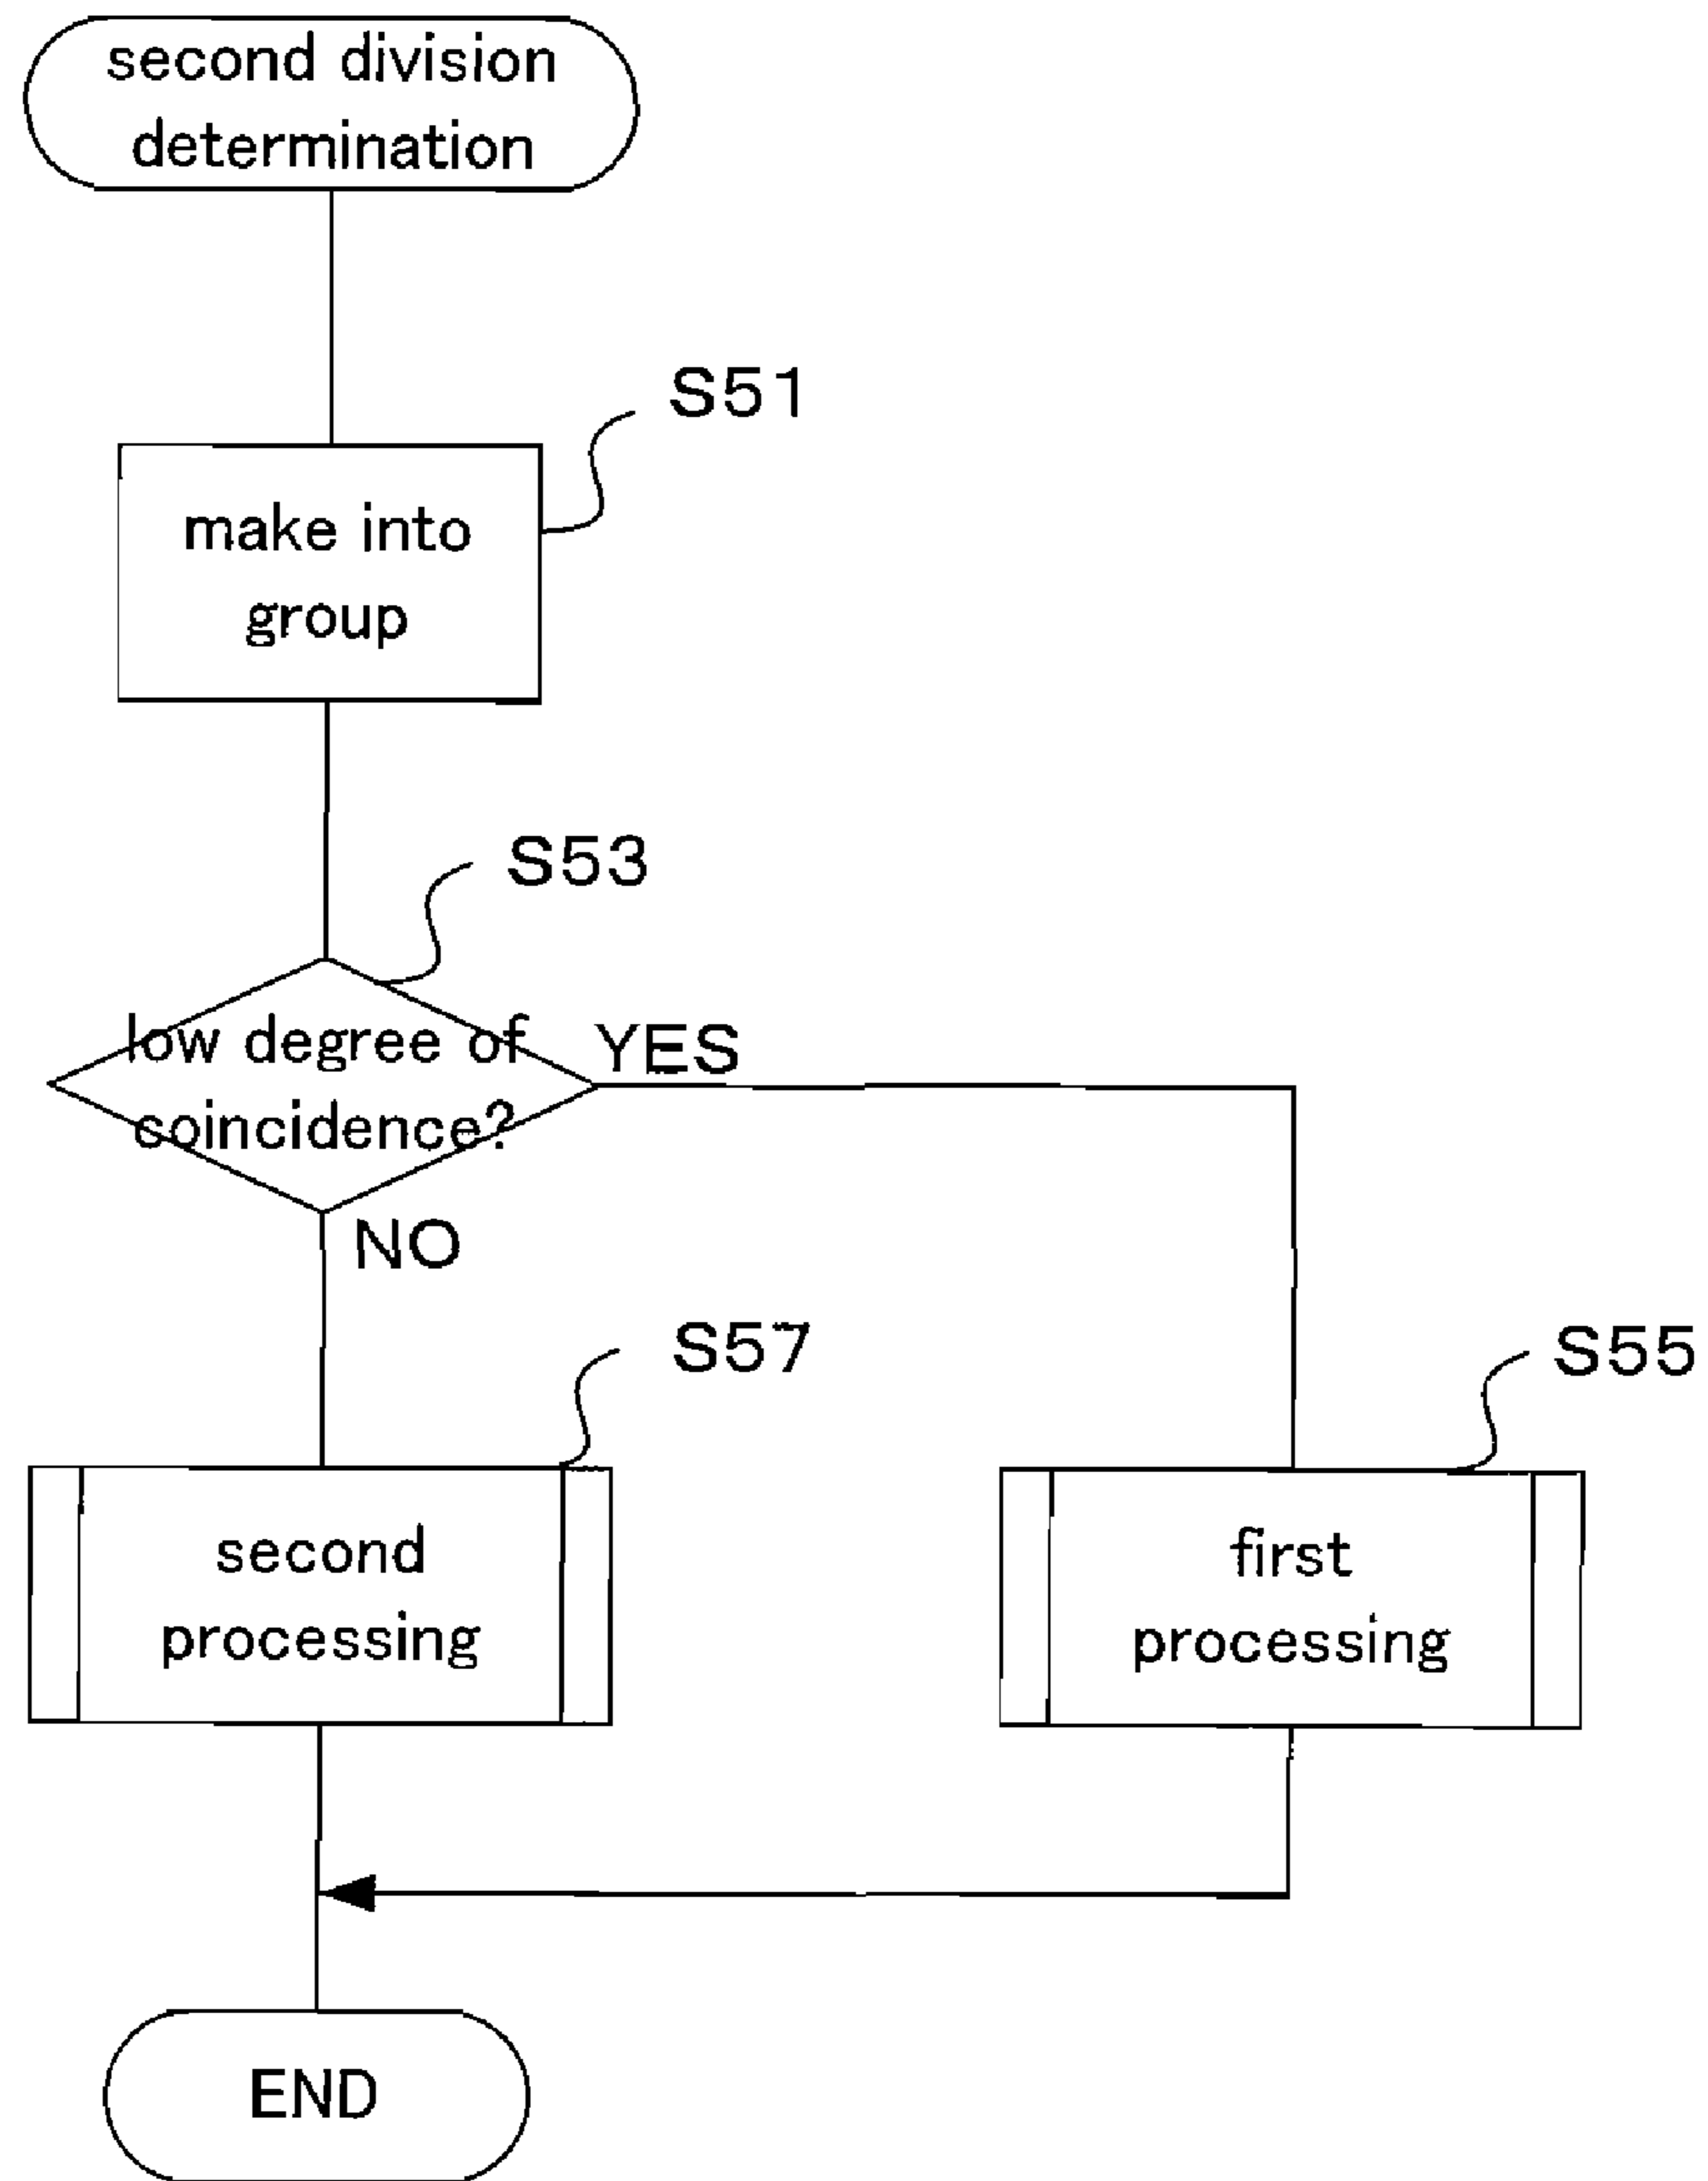 second division
determination
S51
make into
group
S53
low degree of
coincidence?
YES
NO
S57
S55
second
processing
first
processing
END